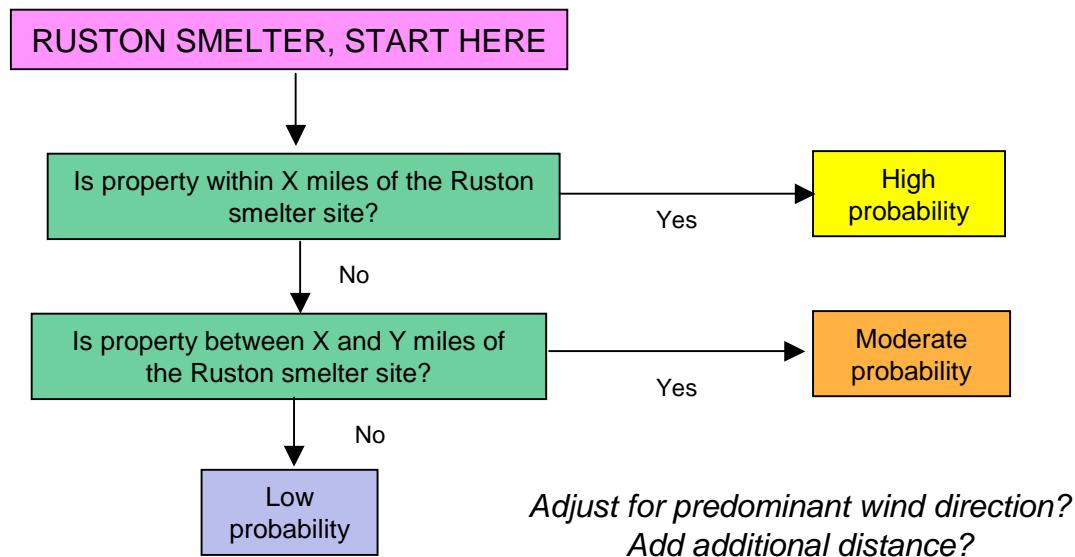 RUSTON SMELTER, START HERE
Is property within X miles of the Ruston
smelter site?
Yes
High
probability
No
Is property between X and Y miles of
the Ruston smelter site?
Yes
Moderate
probability
No
Low
probability
Adjust for predominant wind direction?
Add additional distance?